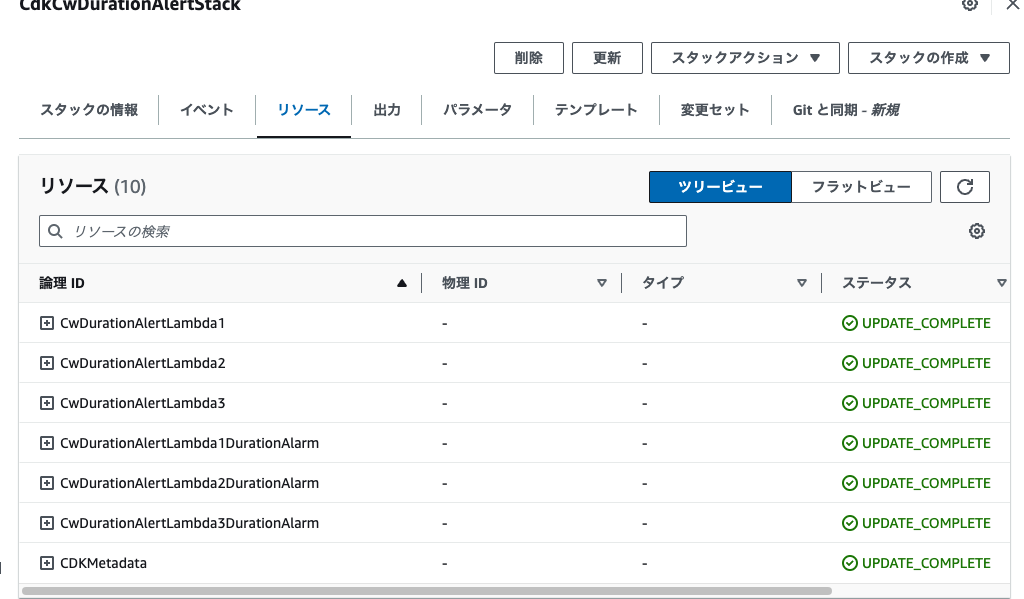 CdkCwDurationAlertStack
削除 更新 スタックアクション スタックの作成
スタックの情報 イベント リソース 出力 パラメータ テンプレート 変更セット Git と同期 - 新規
リソース (10) ツリービュー フラットビュー
リソースの検索
論理 ID 物理 ID タイプ ステータス
CwDurationAlertLambda1 - - UPDATE_COMPLETE
CwDurationAlertLambda2 - - UPDATE_COMPLETE
CwDurationAlertLambda3 - - UPDATE_COMPLETE
CwDurationAlertLambda1DurationAlarm - - UPDATE_COMPLETE
CwDurationAlertLambda2DurationAlarm - - UPDATE_COMPLETE
CwDurationAlertLambda3DurationAlarm - - UPDATE_COMPLETE
CDKMetadata - - UPDATE_COMPLETE